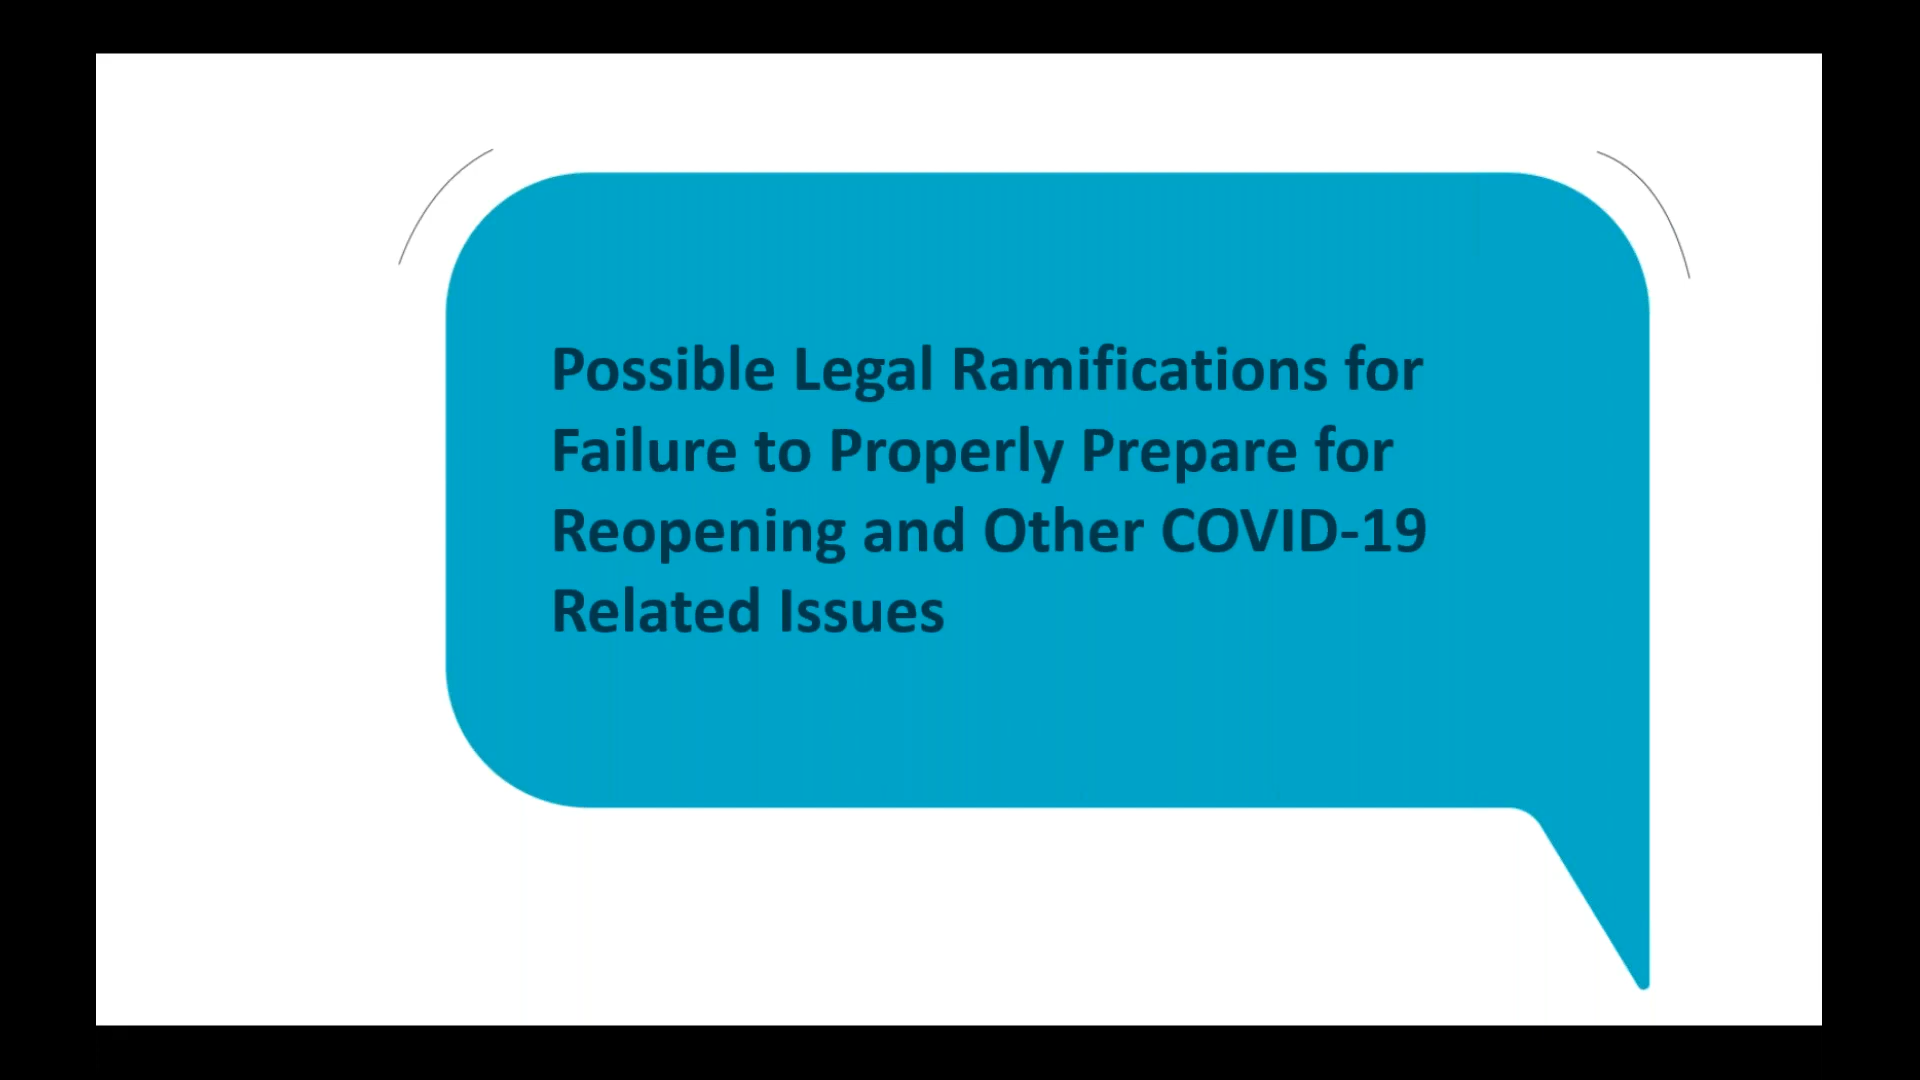 Possible Legal Ramifications for
Failure to Properly Prepare for
Reopening and Other COVID-19
Related Issues